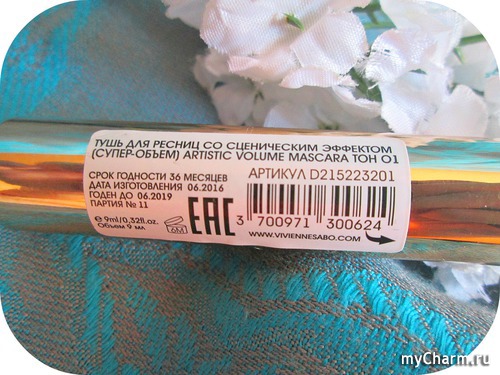 ТУШЬ ДЛЯ РЕСНИЦ СО СЦЕНИЧЕСКИМ ЭФФЕКТОМ
(СУПЕР-ОБЪЕМ) ARTISTIC VOLUME MASCARA ТОН 01
СРОК ГОДНОСТИ 36 МЕСЯЦЕВ
ДАТА ИЗГОТОВЛЕНИЯ 06.2016
ГОДЕН ДО 06.2019
ПАРТИЯ № 11
℮ 9ml/0,32fl.oz.
Объем 9 мл
6M
EAC
АРТИКУЛ D215223201
3 700971 300624
WWW.VIVIENNESABO.COM
myCharm.ru